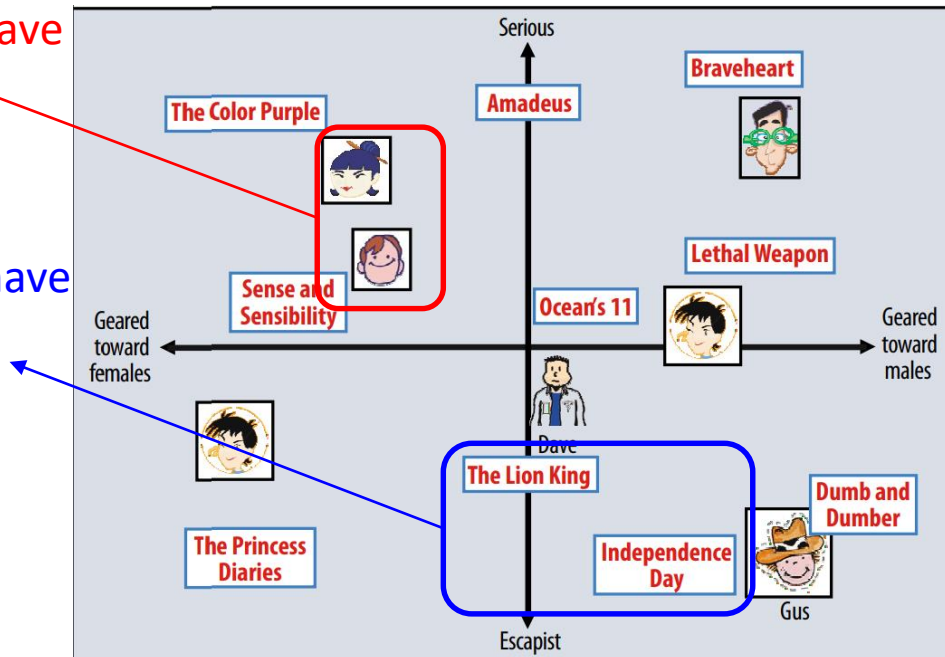 ave
Serious
Braveheart
Amadeus
The Color Purple
Lethal Weapon
have
Sense and
Sensibility
Ocean's 11
Geared
toward
females
Geared
toward
males
Dave
The Lion King
Dumb and
Dumber
The Princess
Diaries
Independence
Day
Gus
Escapist